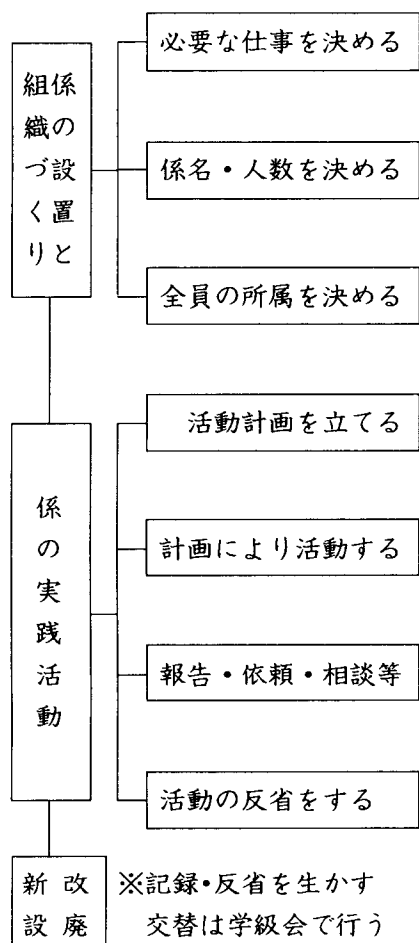 係の設置と
組織づくり
必要な仕事を決める
係名・人数を決める
全員の所属を決める
係の実践活動
活動計画を立てる
計画により活動する
報告・依頼・相談等
活動の反省をする
改廃
新設
※記録・反省を生かす
交替は学級会で行う